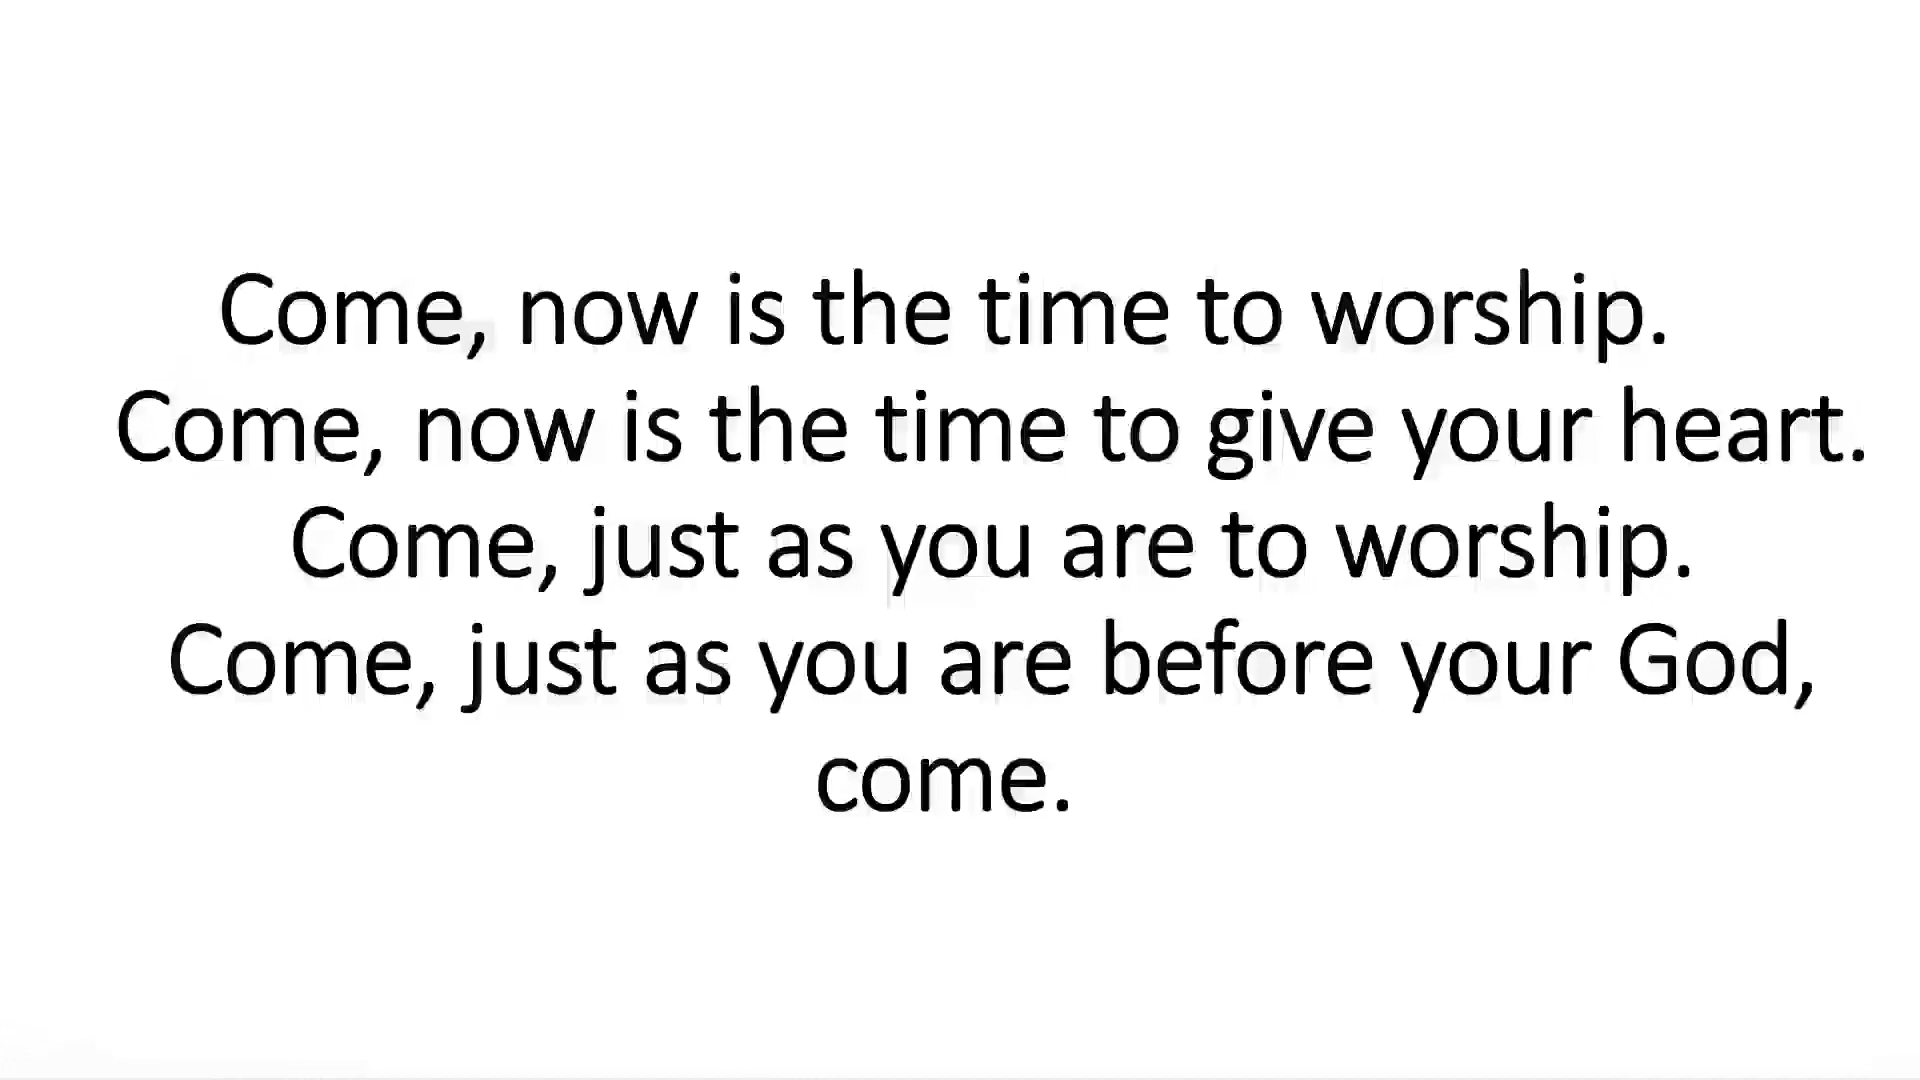 Come, now is the time to worship.
Come, now is the time to give your heart.
Come, just as you are to worship.
Come, just as you are before your God,
come.